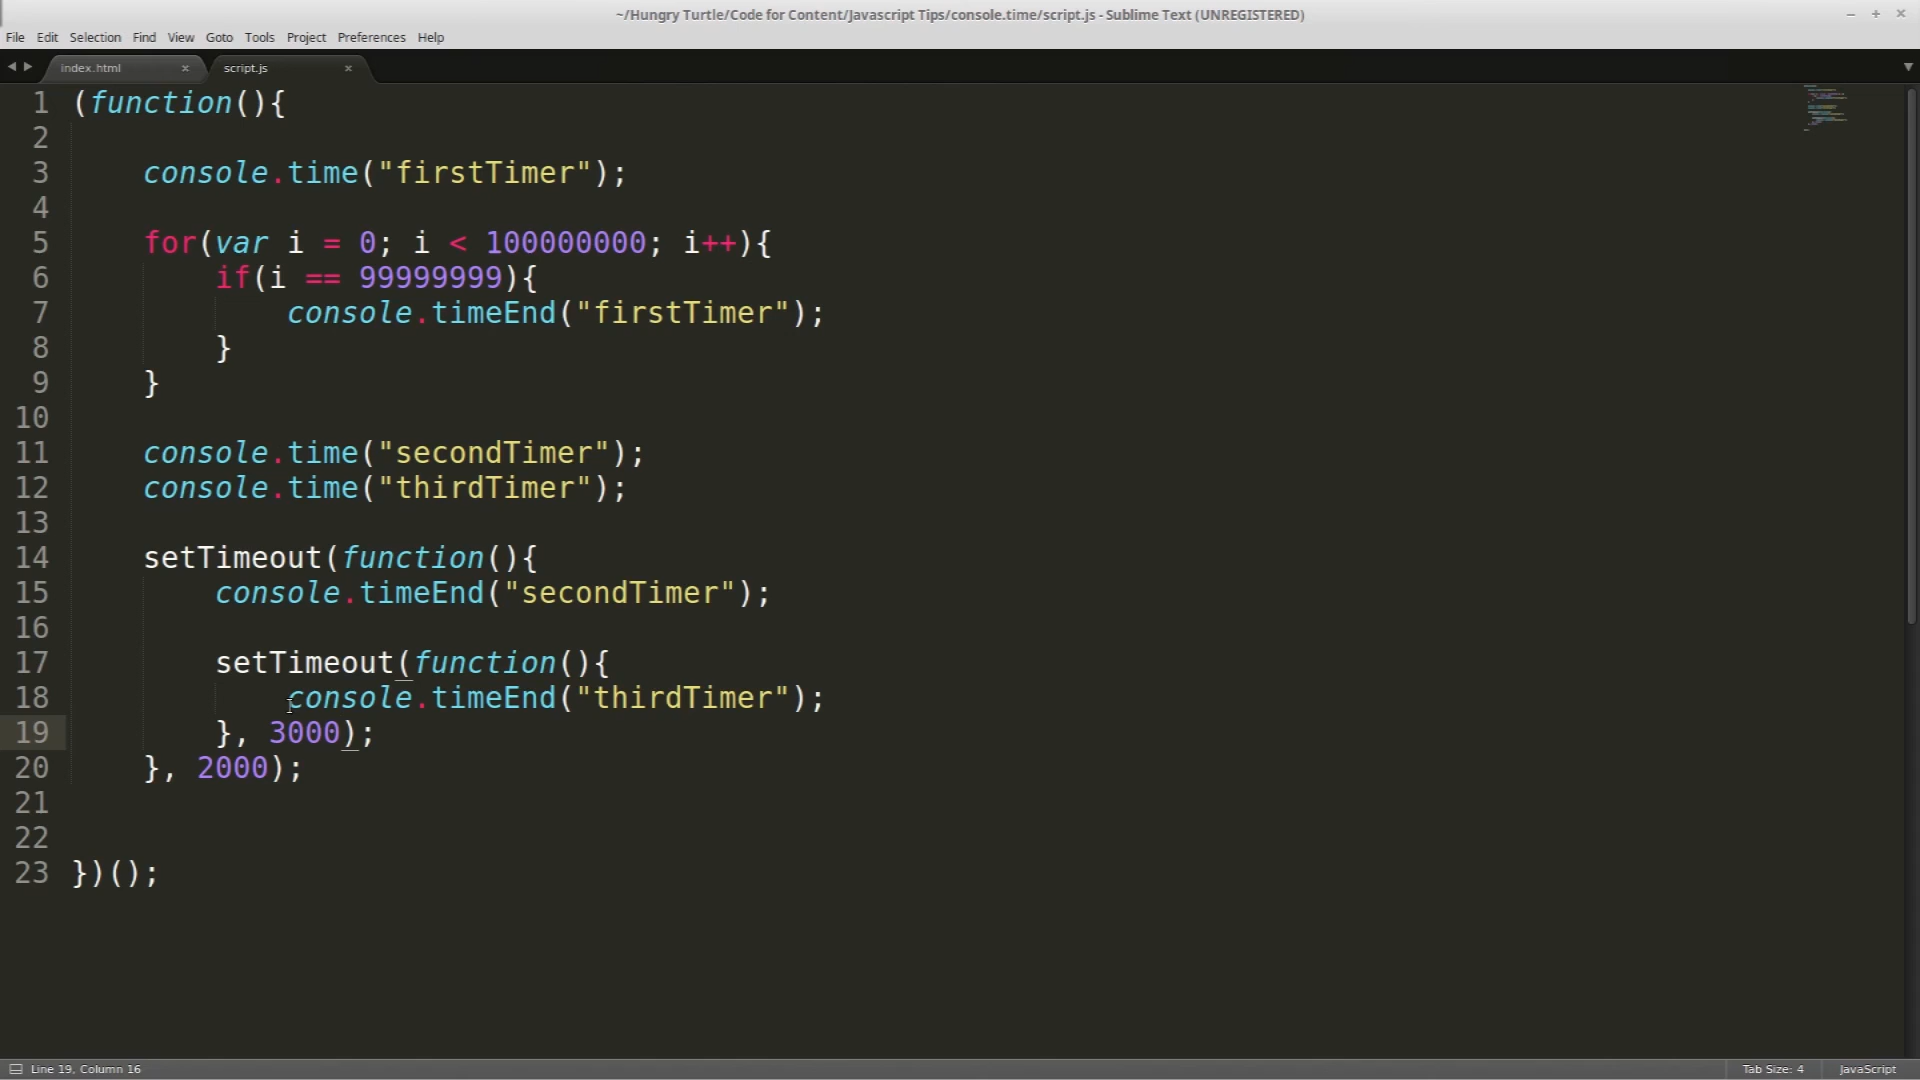 ~/Hungry Turtle/Code for Content/Javascript Tips/console.time/script.js - Sublime Text (UNREGISTERED)
File Edit Selection Find View Goto Tools Project Preferences Help
index.html script.js
1 (function(){
2
3 console.time("firstTimer");
4
5 for(var i = 0; i < 100000000; i++){
6 if(i == 99999999){
7 console.timeEnd("firstTimer");
8 }
9 }
10
11 console.time("secondTimer");
12 console.time("thirdTimer");
13
14 setTimeout(function(){
15 console.timeEnd("secondTimer");
16
17 setTimeout(function(){
18 console.timeEnd("thirdTimer");
19 }, 3000);
20 }, 2000);
21
22
23 })();
Line 19, Column 16 Tab Size: 4 JavaScript